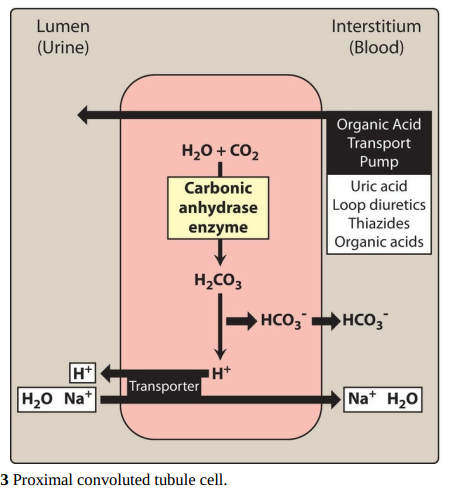 Lumen
(Urine)
Interstitium
(Blood)
Organic Acid
Transport
Pump
Uric acid
Loop diuretics
Thiazides
Organic acids
H₂O + CO₂
Carbonic
anhydrase
enzyme
H₂CO₃
HCO₃⁻ HCO₃⁻
H⁺ H⁺
Transporter
H₂O Na⁺ Na⁺ H₂O
3 Proximal convoluted tubule cell.